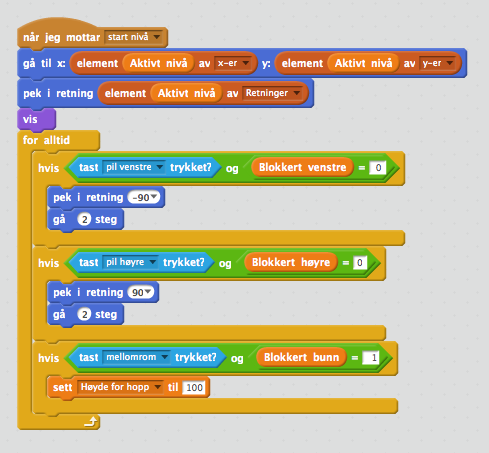 når jeg mottar start nivå
gå til x: element Aktivt nivå av x-er y: element Aktivt nivå av y-er
pek i retning element Aktivt nivå av Retninger
vis
for alltid
hvis tast pil venstre trykket? og Blokkert venstre = 0
pek i retning -90
gå 2 steg
hvis tast pil høyre trykket? og Blokkert høyre = 0
pek i retning 90
gå 2 steg
hvis tast mellomrom trykket? og Blokkert bunn = 1
sett Høyde for hopp til 100